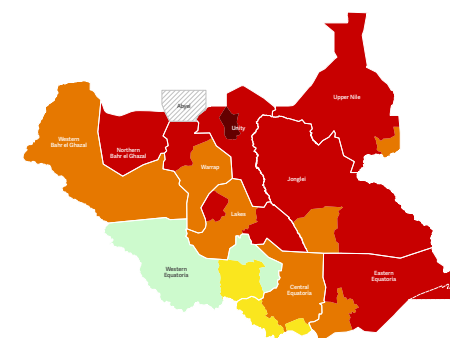 Upper Nile
Abyei
Unity
Western
Bahr el Ghazal
Northern
Bahr el Ghazal
Warrap
Jonglei
Lakes
Western
Equatoria
Eastern
Equatoria
Central
Equatoria